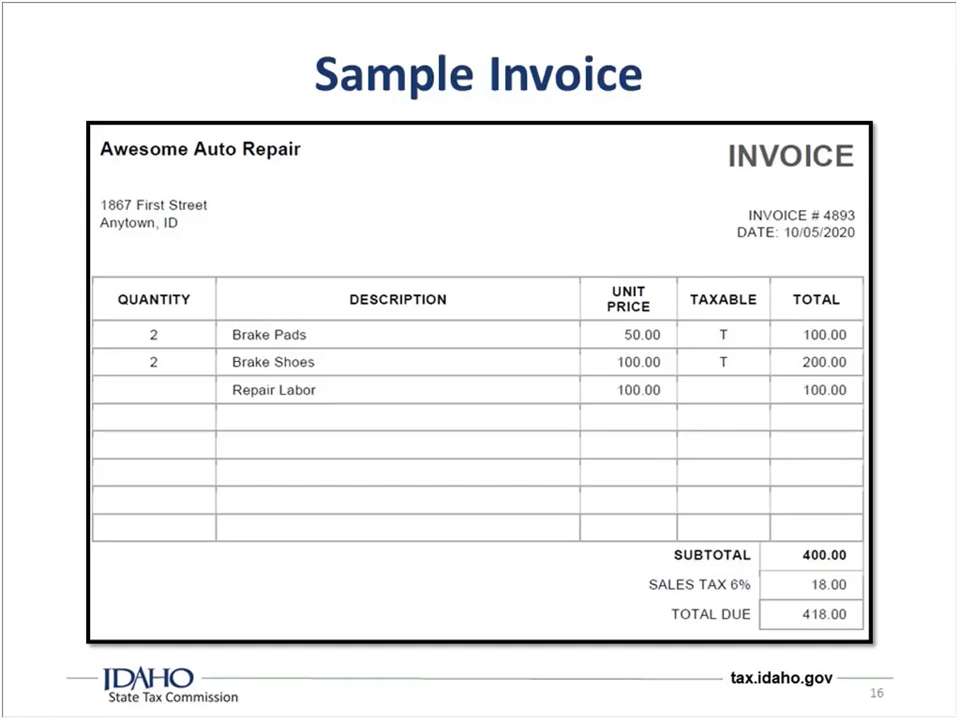 Sample Invoice
Awesome Auto Repair
INVOICE
1867 First Street
Anytown, ID
INVOICE # 4893
DATE: 10/05/2020
QUANTITY DESCRIPTION UNIT PRICE TAXABLE TOTAL
2 Brake Pads 50.00 T 100.00
2 Brake Shoes 100.00 T 200.00
Repair Labor 100.00 100.00
SUBTOTAL 400.00
SALES TAX 6% 18.00
TOTAL DUE 418.00
IDAHO
State Tax Commission
tax.idaho.gov
16